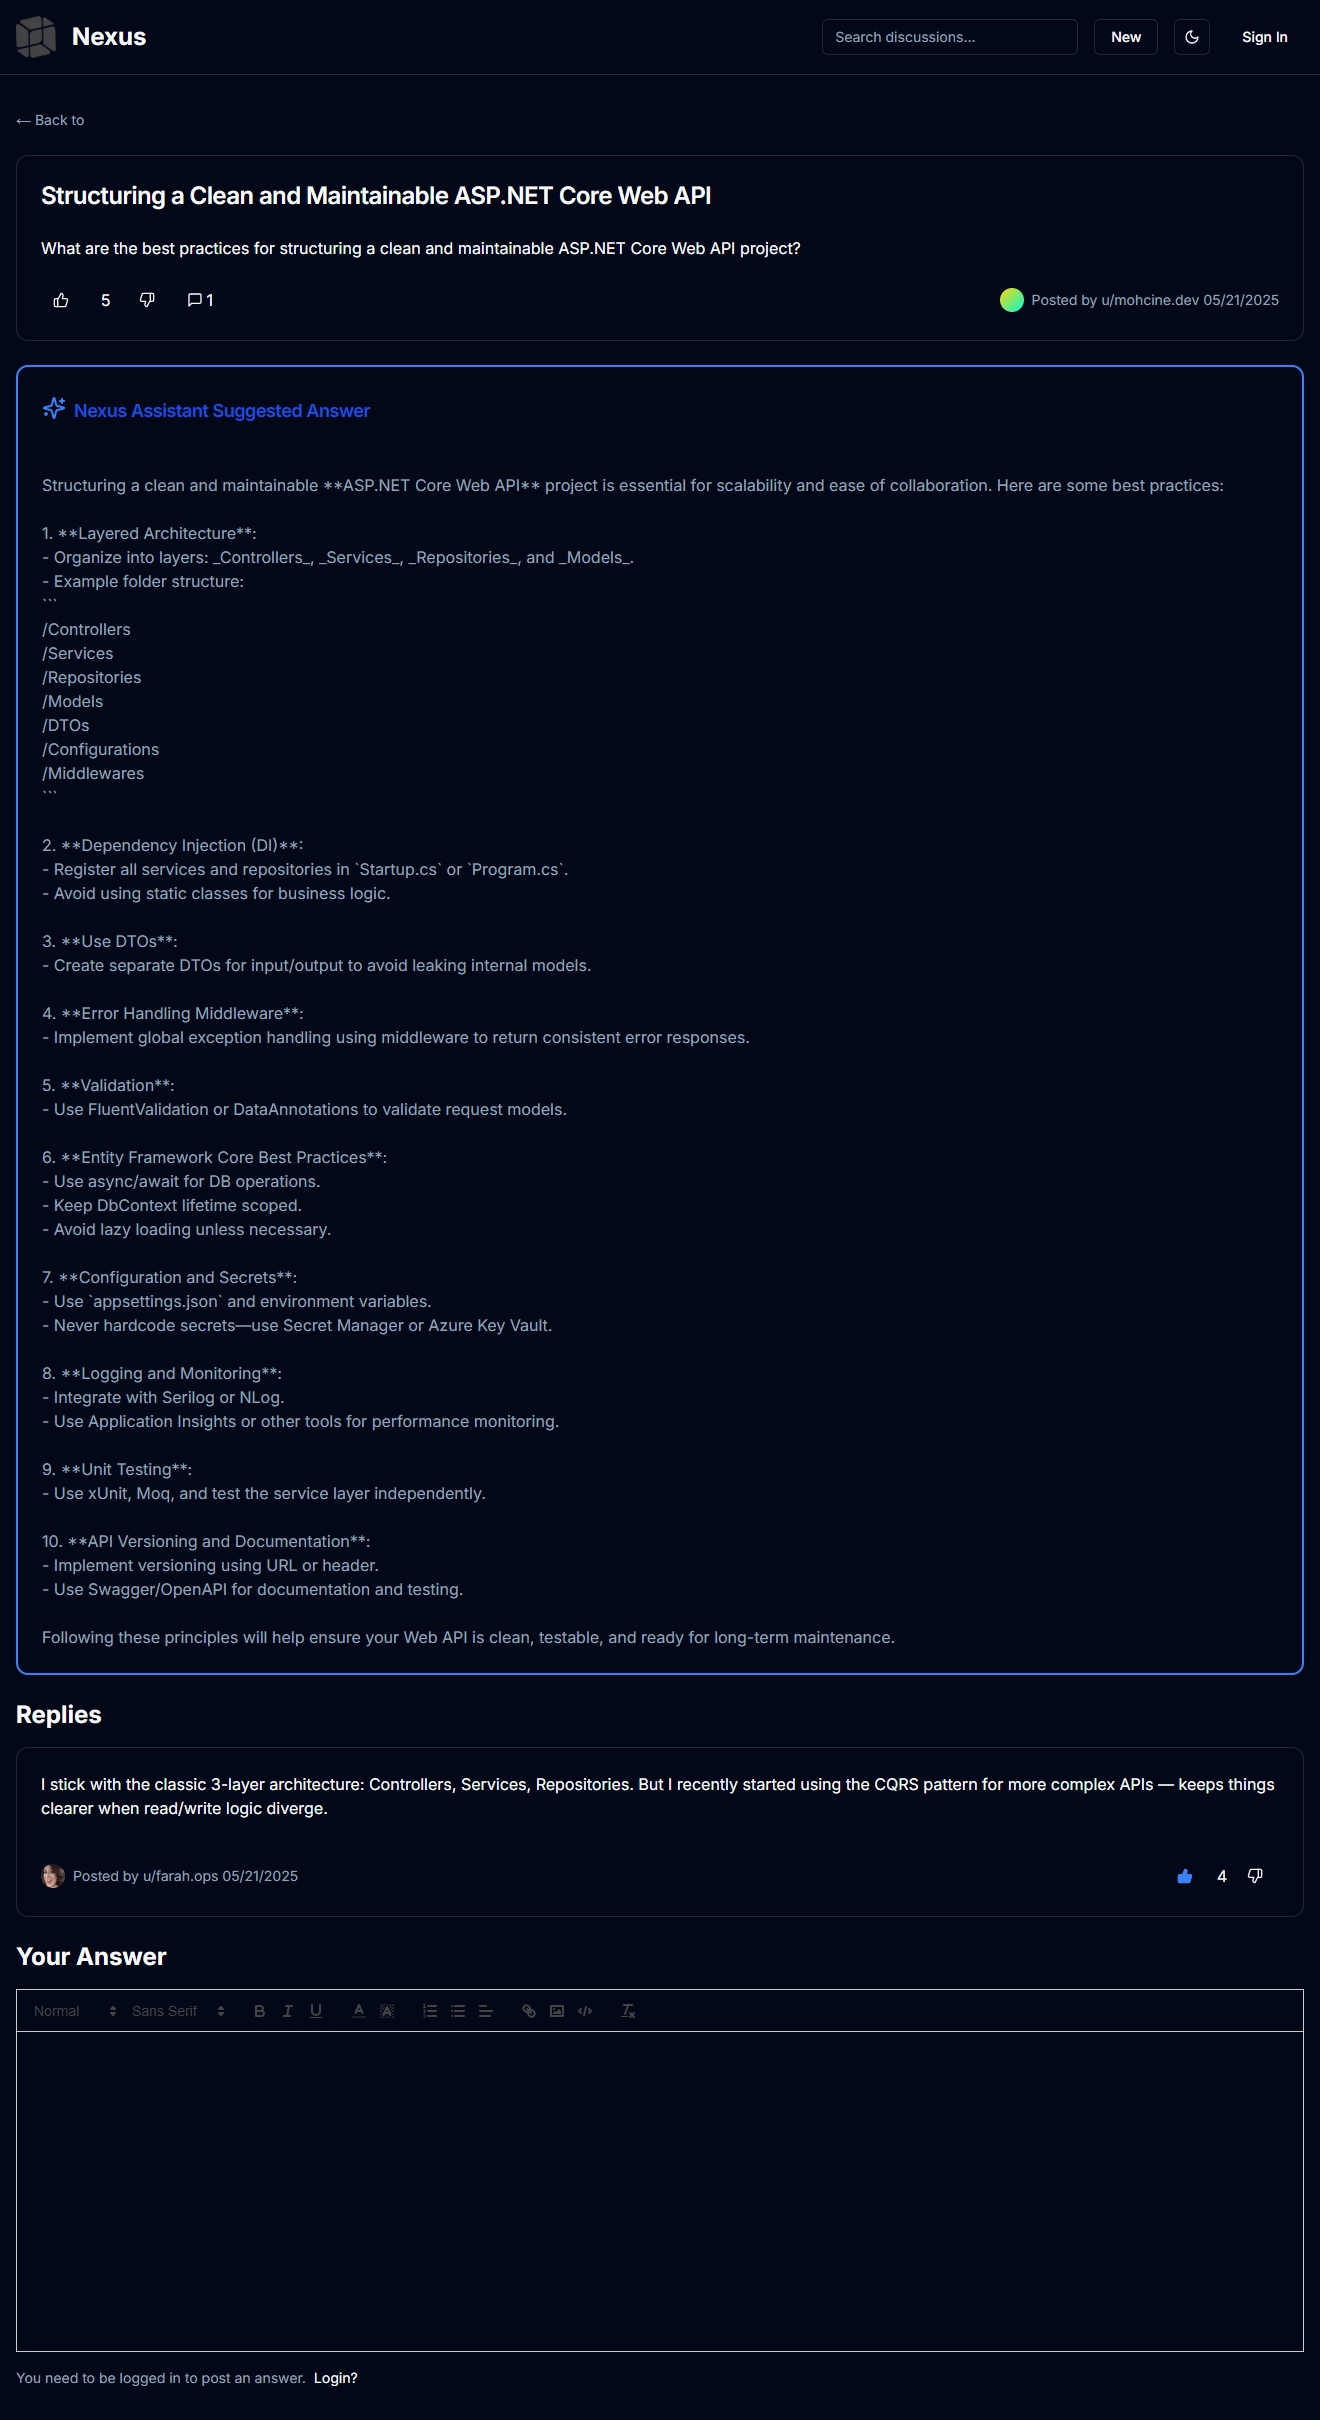 Nexus
Search discussions...
New
Sign In
← Back to
Structuring a Clean and Maintainable ASP.NET Core Web API
What are the best practices for structuring a clean and maintainable ASP.NET Core Web API project?
5
1
Posted by u/mohcine.dev 05/21/2025
Nexus Assistant Suggested Answer
Structuring a clean and maintainable **ASP.NET Core Web API** project is essential for scalability and ease of collaboration. Here are some best practices:
1. **Layered Architecture**:
- Organize into layers: _Controllers_, _Services_, _Repositories_, and _Models_.
- Example folder structure:
```
/Controllers
/Services
/Repositories
/Models
/DTOs
/Configurations
/Middlewares
```
2. **Dependency Injection (DI)**:
- Register all services and repositories in `Startup.cs` or `Program.cs`.
- Avoid using static classes for business logic.
3. **Use DTOs**:
- Create separate DTOs for input/output to avoid leaking internal models.
4. **Error Handling Middleware**:
- Implement global exception handling using middleware to return consistent error responses.
5. **Validation**:
- Use FluentValidation or DataAnnotations to validate request models.
6. **Entity Framework Core Best Practices**:
- Use async/await for DB operations.
- Keep DbContext lifetime scoped.
- Avoid lazy loading unless necessary.
7. **Configuration and Secrets**:
- Use `appsettings.json` and environment variables.
- Never hardcode secrets—use Secret Manager or Azure Key Vault.
8. **Logging and Monitoring**:
- Integrate with Serilog or NLog.
- Use Application Insights or other tools for performance monitoring.
9. **Unit Testing**:
- Use xUnit, Moq, and test the service layer independently.
10. **API Versioning and Documentation**:
- Implement versioning using URL or header.
- Use Swagger/OpenAPI for documentation and testing.
Following these principles will help ensure your Web API is clean, testable, and ready for long-term maintenance.
Replies
I stick with the classic 3-layer architecture: Controllers, Services, Repositories. But I recently started using the CQRS pattern for more complex APIs — keeps things
clearer when read/write logic diverge.
Posted by u/farah.ops 05/21/2025
4
Your Answer
Normal
Sans Serif
You need to be logged in to post an answer. Login?